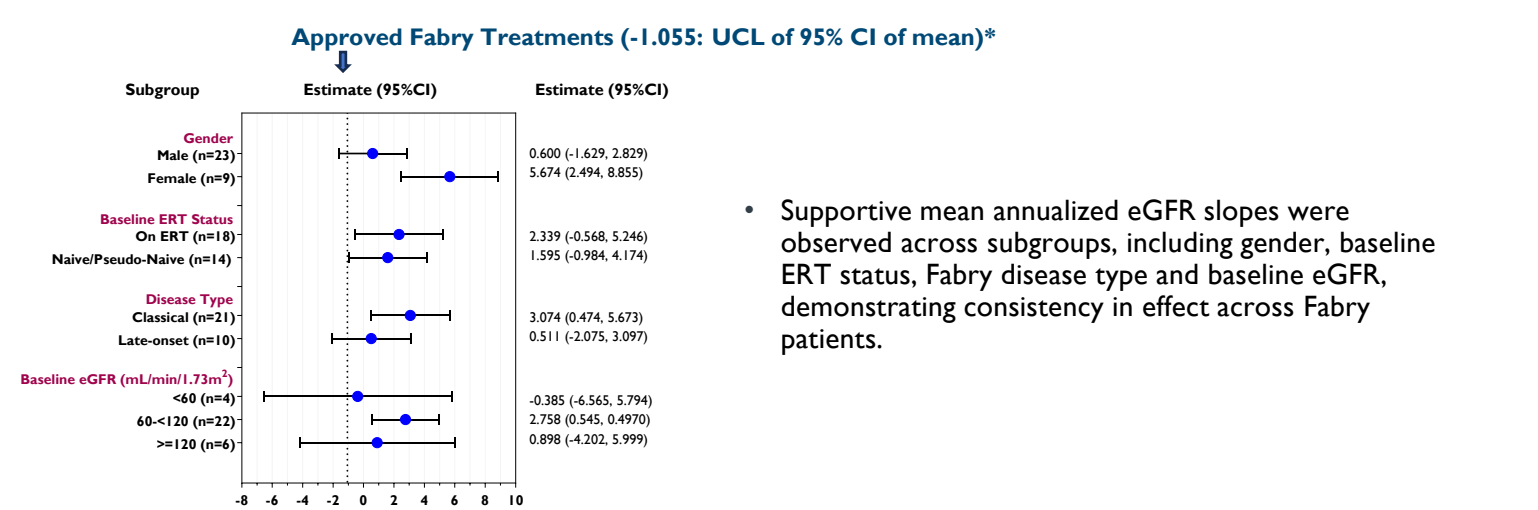 Approved Fabry Treatments (-1.055: UCL of 95% CI of mean)*
Subgroup Estimate (95%CI) Estimate (95%CI)
Gender
Male (n=23) 0.600 (-1.629, 2.829)
Female (n=9) 5.674 (2.494, 8.855)
Baseline ERT Status
On ERT (n=18) 2.339 (-0.568, 5.246)
Naive/Pseudo-Naive (n=14) 1.595 (-0.984, 4.174)
Disease Type
Classical (n=21) 3.074 (0.474, 5.673)
Late-onset (n=10) 0.511 (-2.075, 3.097)
Baseline eGFR (mL/min/1.73m²)
<60 (n=4) -0.385 (-6.565, 5.794)
60-<120 (n=22) 2.758 (0.545, 0.4970)
>=120 (n=6) 0.898 (-4.202, 5.999)
-8 -6 -4 -2 0 2 4 6 8 10
• Supportive mean annualized eGFR slopes were
observed across subgroups, including gender, baseline
ERT status, Fabry disease type and baseline eGFR,
demonstrating consistency in effect across Fabry
patients.